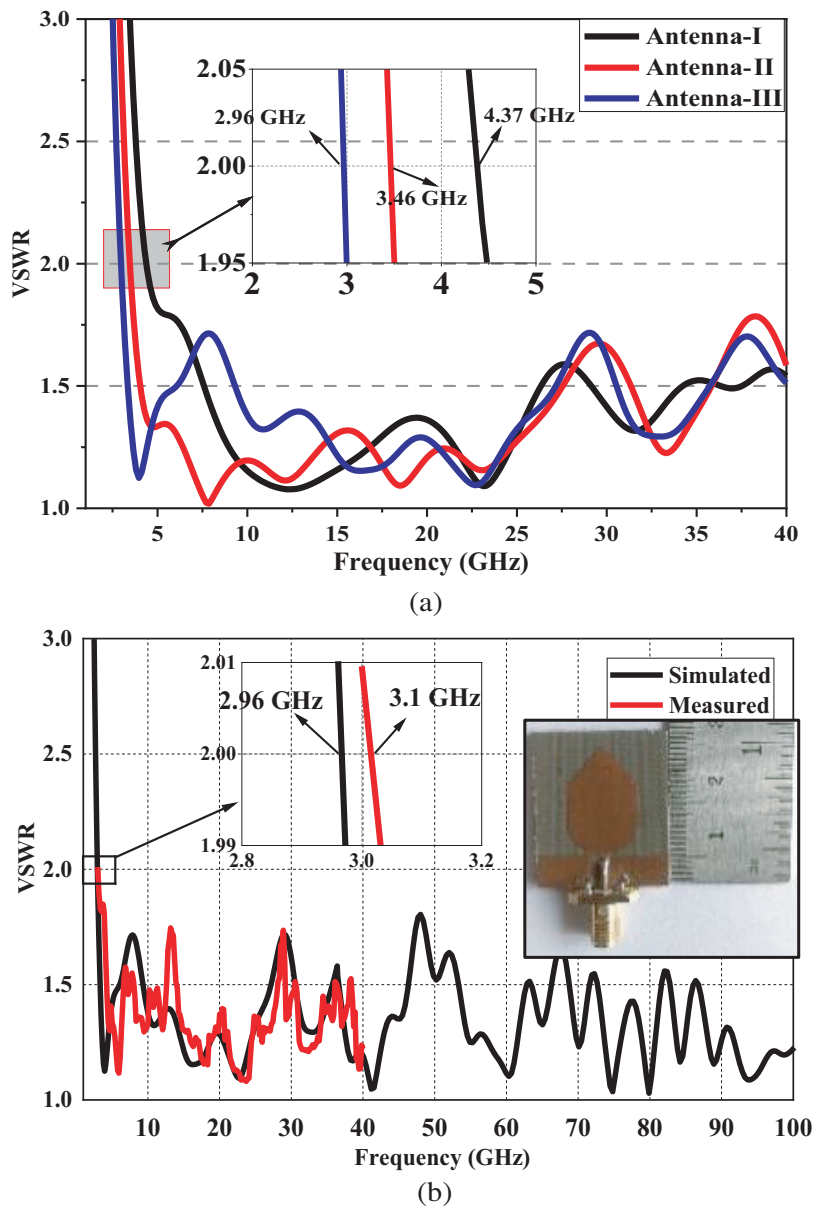 3.0
2.5
2.0
1.5
1.0
VSWR
Antenna-I
Antenna-II
Antenna-III
2.05
2.00
1.95
2.96 GHz
3.46 GHz
4.37 GHz
2 3 4 5
5 10 15 20 25 30 35 40
Frequency (GHz)
(a)
3.0
2.5
2.0
1.5
1.0
VSWR
Simulated
Measured
2.01
2.00
1.99
2.96 GHz
3.1 GHz
2.8 3.0 3.2
1
2
1
10 20 30 40 50 60 70 80 90 100
Frequency (GHz)
(b)